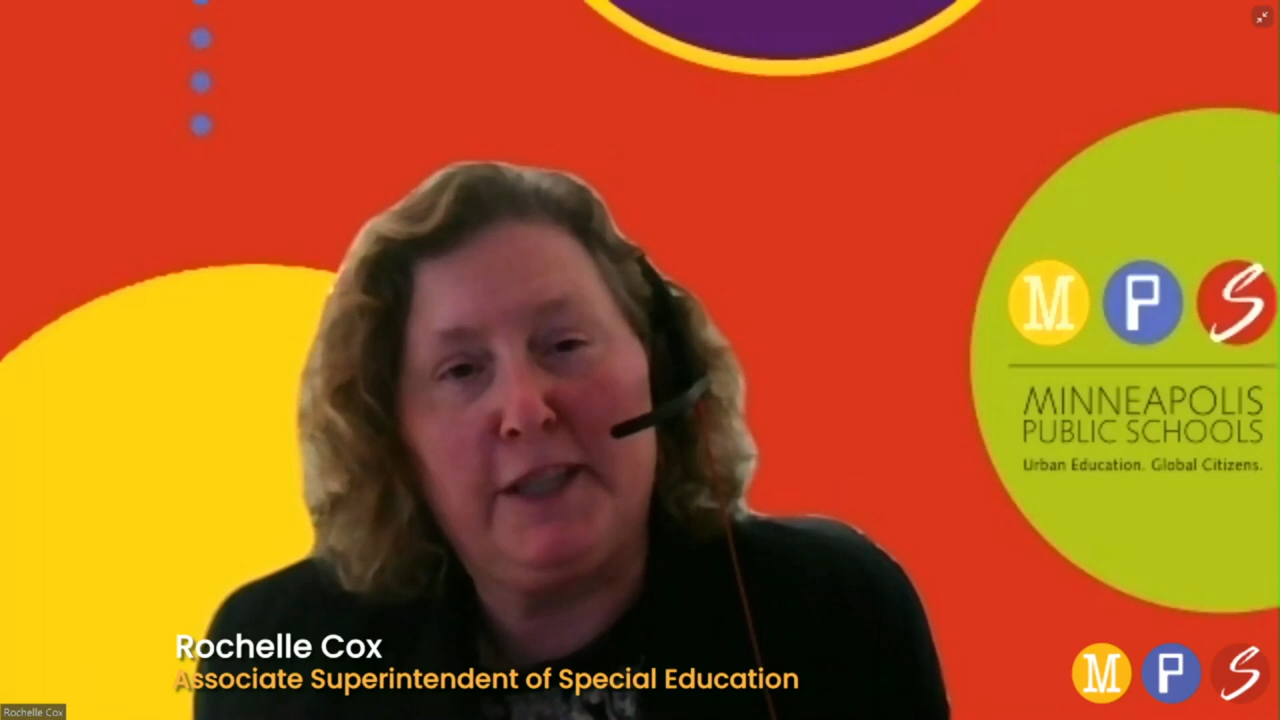 M P S
MINNEAPOLIS
PUBLIC SCHOOLS
Urban Education. Global Citizens.
Rochelle Cox
Associate Superintendent of Special Education
M P S
Rochelle Cox